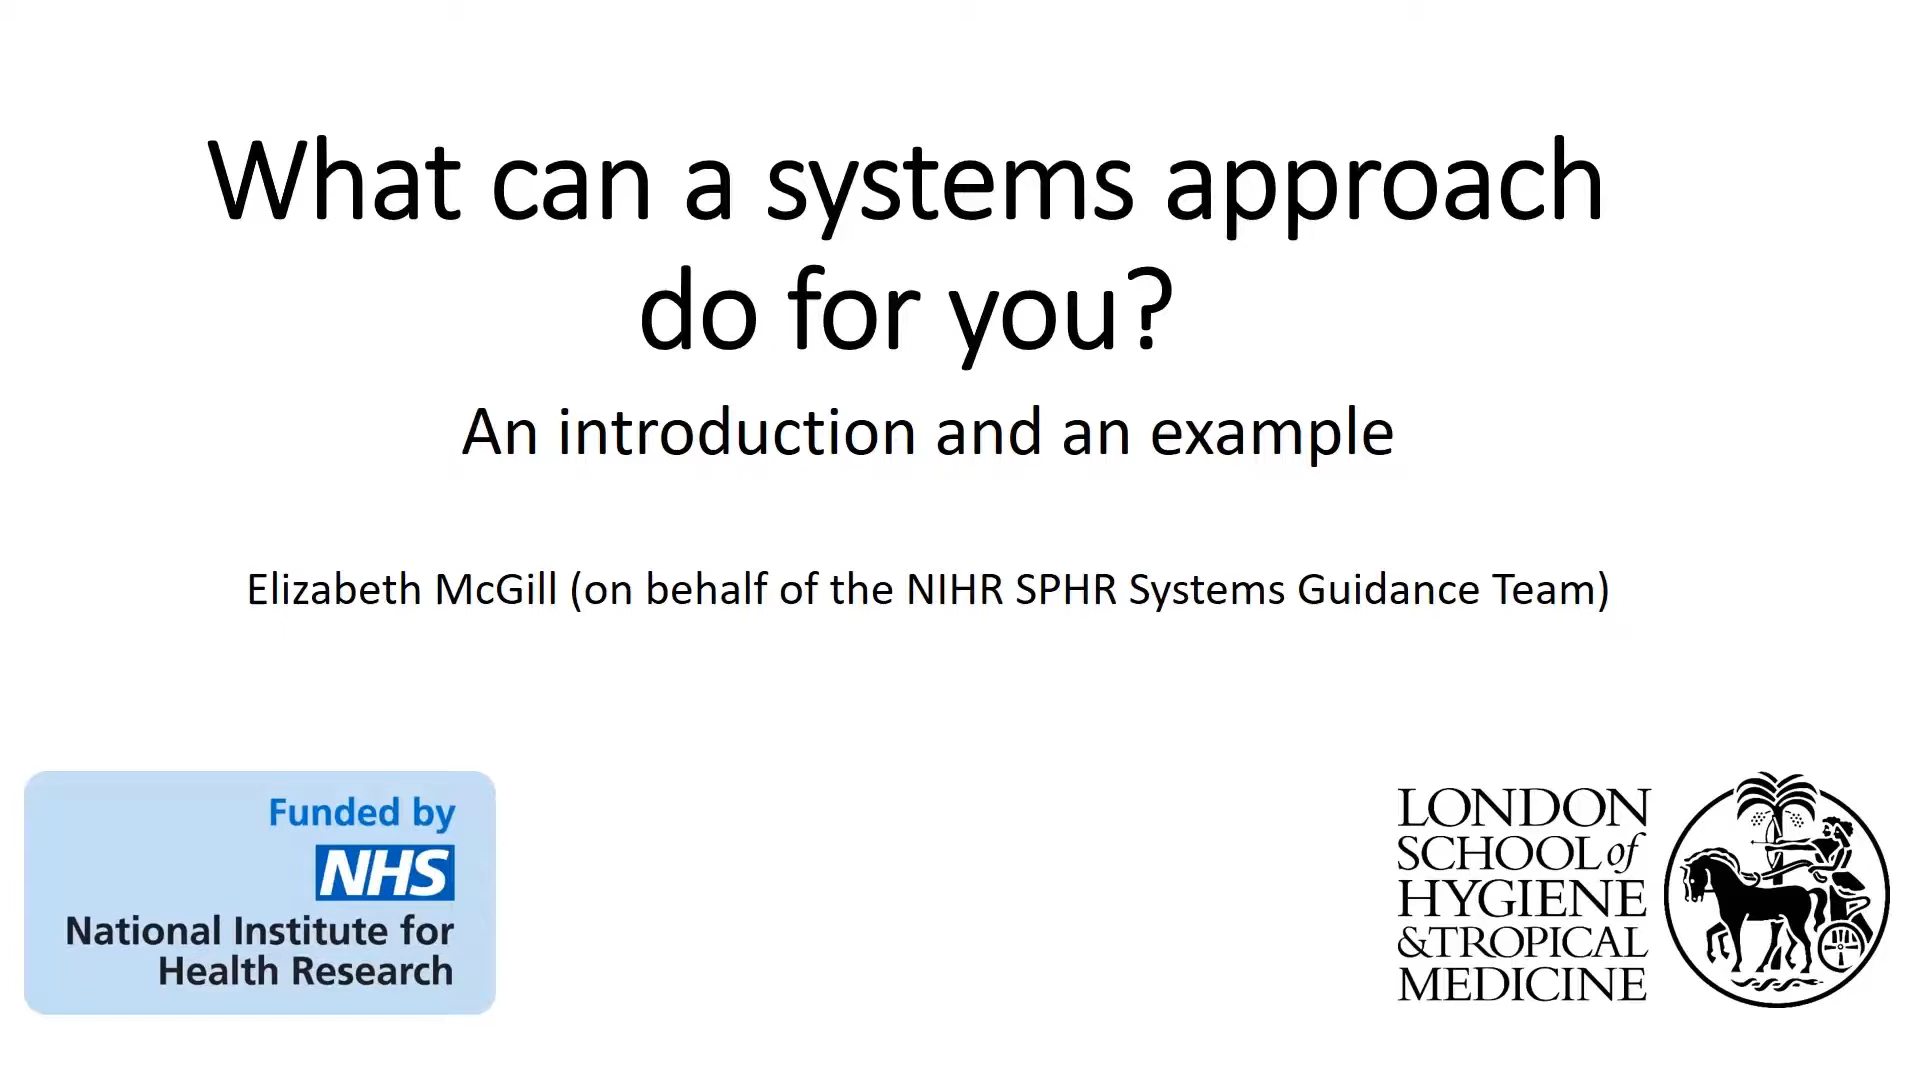 What can a systems approach
do for you?
An introduction and an example
Elizabeth McGill (on behalf of the NIHR SPHR Systems Guidance Team)
Funded by
NHS
National Institute for
Health Research
LONDON
SCHOOL of
HYGIENE
&TROPICAL
MEDICINE